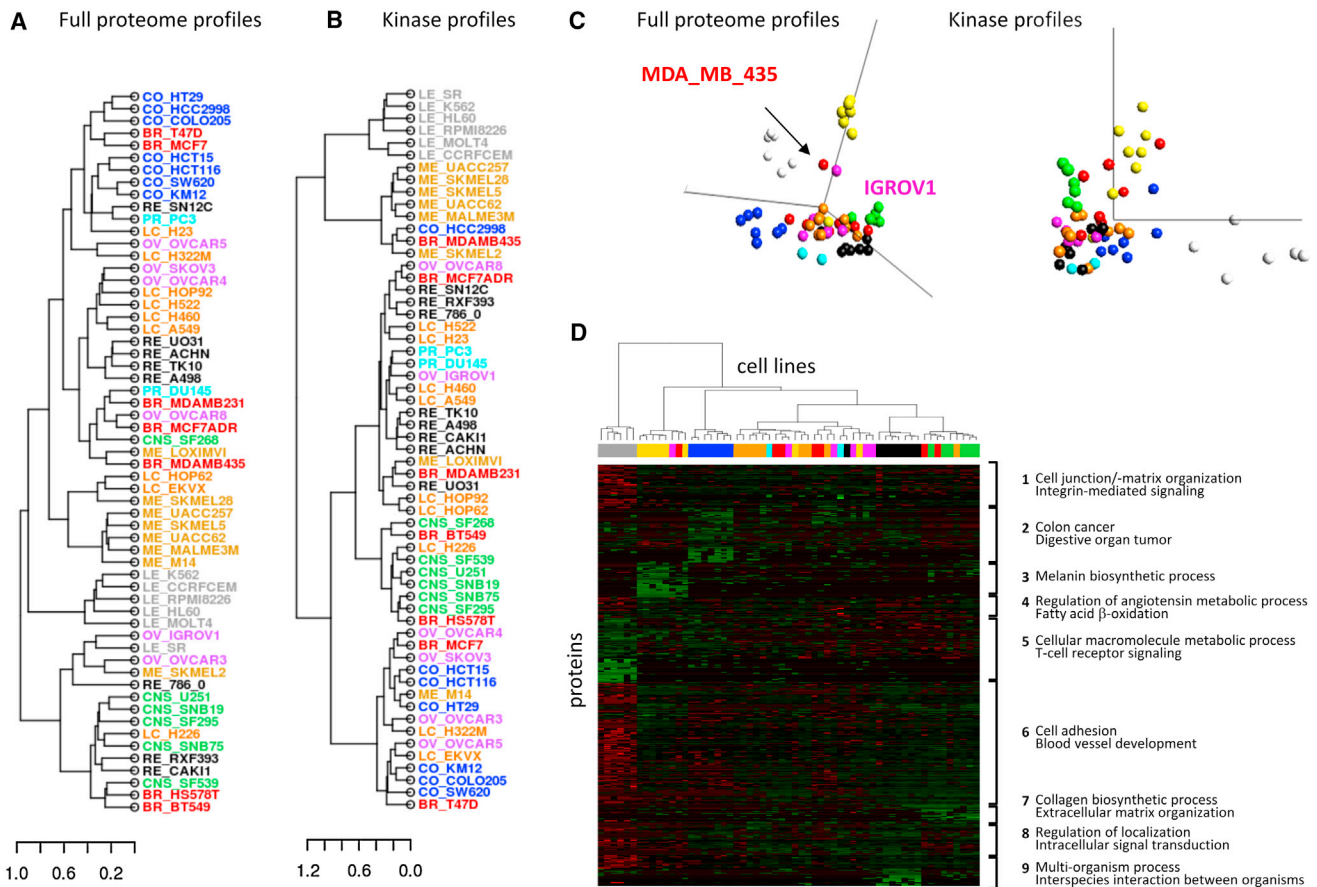 A Full proteome profiles
CO_HT29
CO_HCC2998
CO_COLO205
BR_T47D
BR_MCF7
CO_HCT15
CO_HCT116
CO_SW620
CO_KM12
RE_SN12C
PR_PC3
LC_H23
OV_OVCAR5
LC_H322M
OV_SKOV3
OV_OVCAR4
LC_HOP92
LC_H522
LC_H460
LC_A549
RE_UO31
RE_ACHN
RE_TK10
RE_A498
PR_DU145
BR_MDAMB231
OV_OVCAR8
BR_MCF7ADR
CNS_SF268
ME_LOXIMVI
BR_MDAMB435
LC_HOP62
LC_EKVX
ME_SKMEL28
ME_UACC257
ME_SKMEL5
ME_UACC62
ME_MALME3M
ME_M14
LE_K562
LE_CCRFCEM
LE_RPMI8226
LE_HL60
LE_MOLT4
OV_IGROV1
LE_SR
OV_OVCAR3
ME_SKMEL2
RE_786_0
CNS_U251
CNS_SNB19
CNS_SF295
LC_H226
CNS_SNB75
RE_RXF393
RE_CAKI1
CNS_SF539
BR_HS578T
BR_BT549
1.0 0.6 0.2
B Kinase profiles
LE_SR
LE_K562
LE_HL60
LE_RPMI8226
LE_MOLT4
LE_CCRFCEM
ME_UACC257
ME_SKMEL28
ME_SKMEL5
ME_UACC62
ME_MALME3M
CO_HCC2998
BR_MDAMB435
ME_SKMEL2
OV_OVCAR8
BR_MCF7ADR
RE_SN12C
RE_RXF393
RE_786_0
LC_H522
LC_H23
PR_PC3
PR_DU145
OV_IGROV1
LC_H460
LC_A549
RE_TK10
RE_A498
RE_CAKI1
RE_ACHN
ME_LOXIMVI
BR_MDAMB231
RE_UO31
LC_HOP92
LC_HOP62
CNS_SF268
BR_BT549
LC_H226
CNS_SF539
CNS_U251
CNS_SNB19
CNS_SNB75
CNS_SF295
BR_HS578T
OV_OVCAR4
BR_MCF7
OV_SKOV3
CO_HCT15
CO_HCT116
ME_M14
CO_HT29
OV_OVCAR3
LC_H322M
OV_OVCAR5
LC_EKVX
CO_KM12
CO_COLO205
CO_SW620
BR_T47D
1.2 0.6 0.0
C Full proteome profiles Kinase profiles
MDA_MB_435
IGROV1
D
cell lines
proteins
1 Cell junction/-matrix organization
Integrin-mediated signaling
2 Colon cancer
Digestive organ tumor
3 Melanin biosynthetic process
4 Regulation of angiotensin metabolic process
Fatty acid β-oxidation
5 Cellular macromolecule metabolic process
T-cell receptor signaling
6 Cell adhesion
Blood vessel development
7 Collagen biosynthetic process
Extracellular matrix organization
8 Regulation of localization
Intracellular signal transduction
9 Multi-organism process
Interspecies interaction between organisms